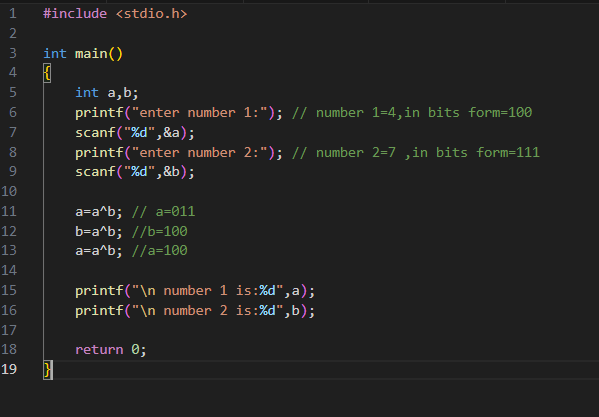 1 #include <stdio.h>
2
3 int main()
4 {
5 int a,b;
6 printf("enter number 1:"); // number 1=4,in bits form=100
7 scanf("%d",&a);
8 printf("enter number 2:"); // number 2=7 ,in bits form=111
9 scanf("%d",&b);
10
11 a=a^b; // a=011
12 b=a^b; //b=100
13 a=a^b; //a=100
14
15 printf("\n number 1 is:%d",a);
16 printf("\n number 2 is:%d",b);
17
18 return 0;
19 }